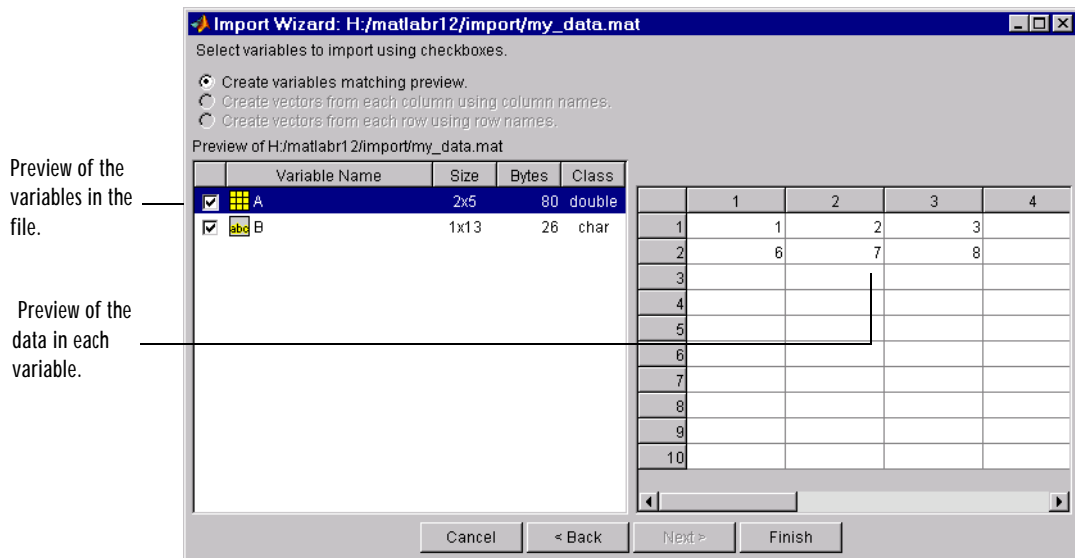 Import Wizard: H:/matlabr12/import/my_data.mat
Select variables to import using checkboxes.
Create variables matching preview.
Create vectors from each column using column names.
Create vectors from each row using row names.
Preview of H:/matlabr12/import/my_data.mat
Preview of the
variables in the
file.
Variable Name Size Bytes Class
A 2x5 80 double
abc B 1x13 26 char
Preview of the
data in each
variable.
1 2 3 4
1 1 2 3
2 6 7 8
3
4
5
6
7
8
9
10
Cancel < Back Next > Finish